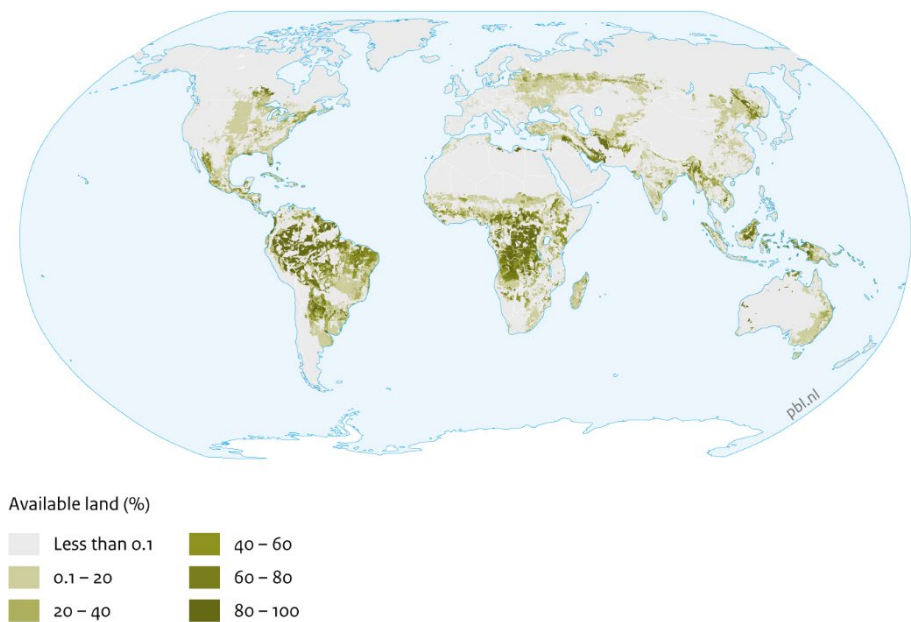 pbl.nl
Available land (%)
Less than 0.1
0.1 – 20
20 – 40
40 – 60
60 – 80
80 – 100